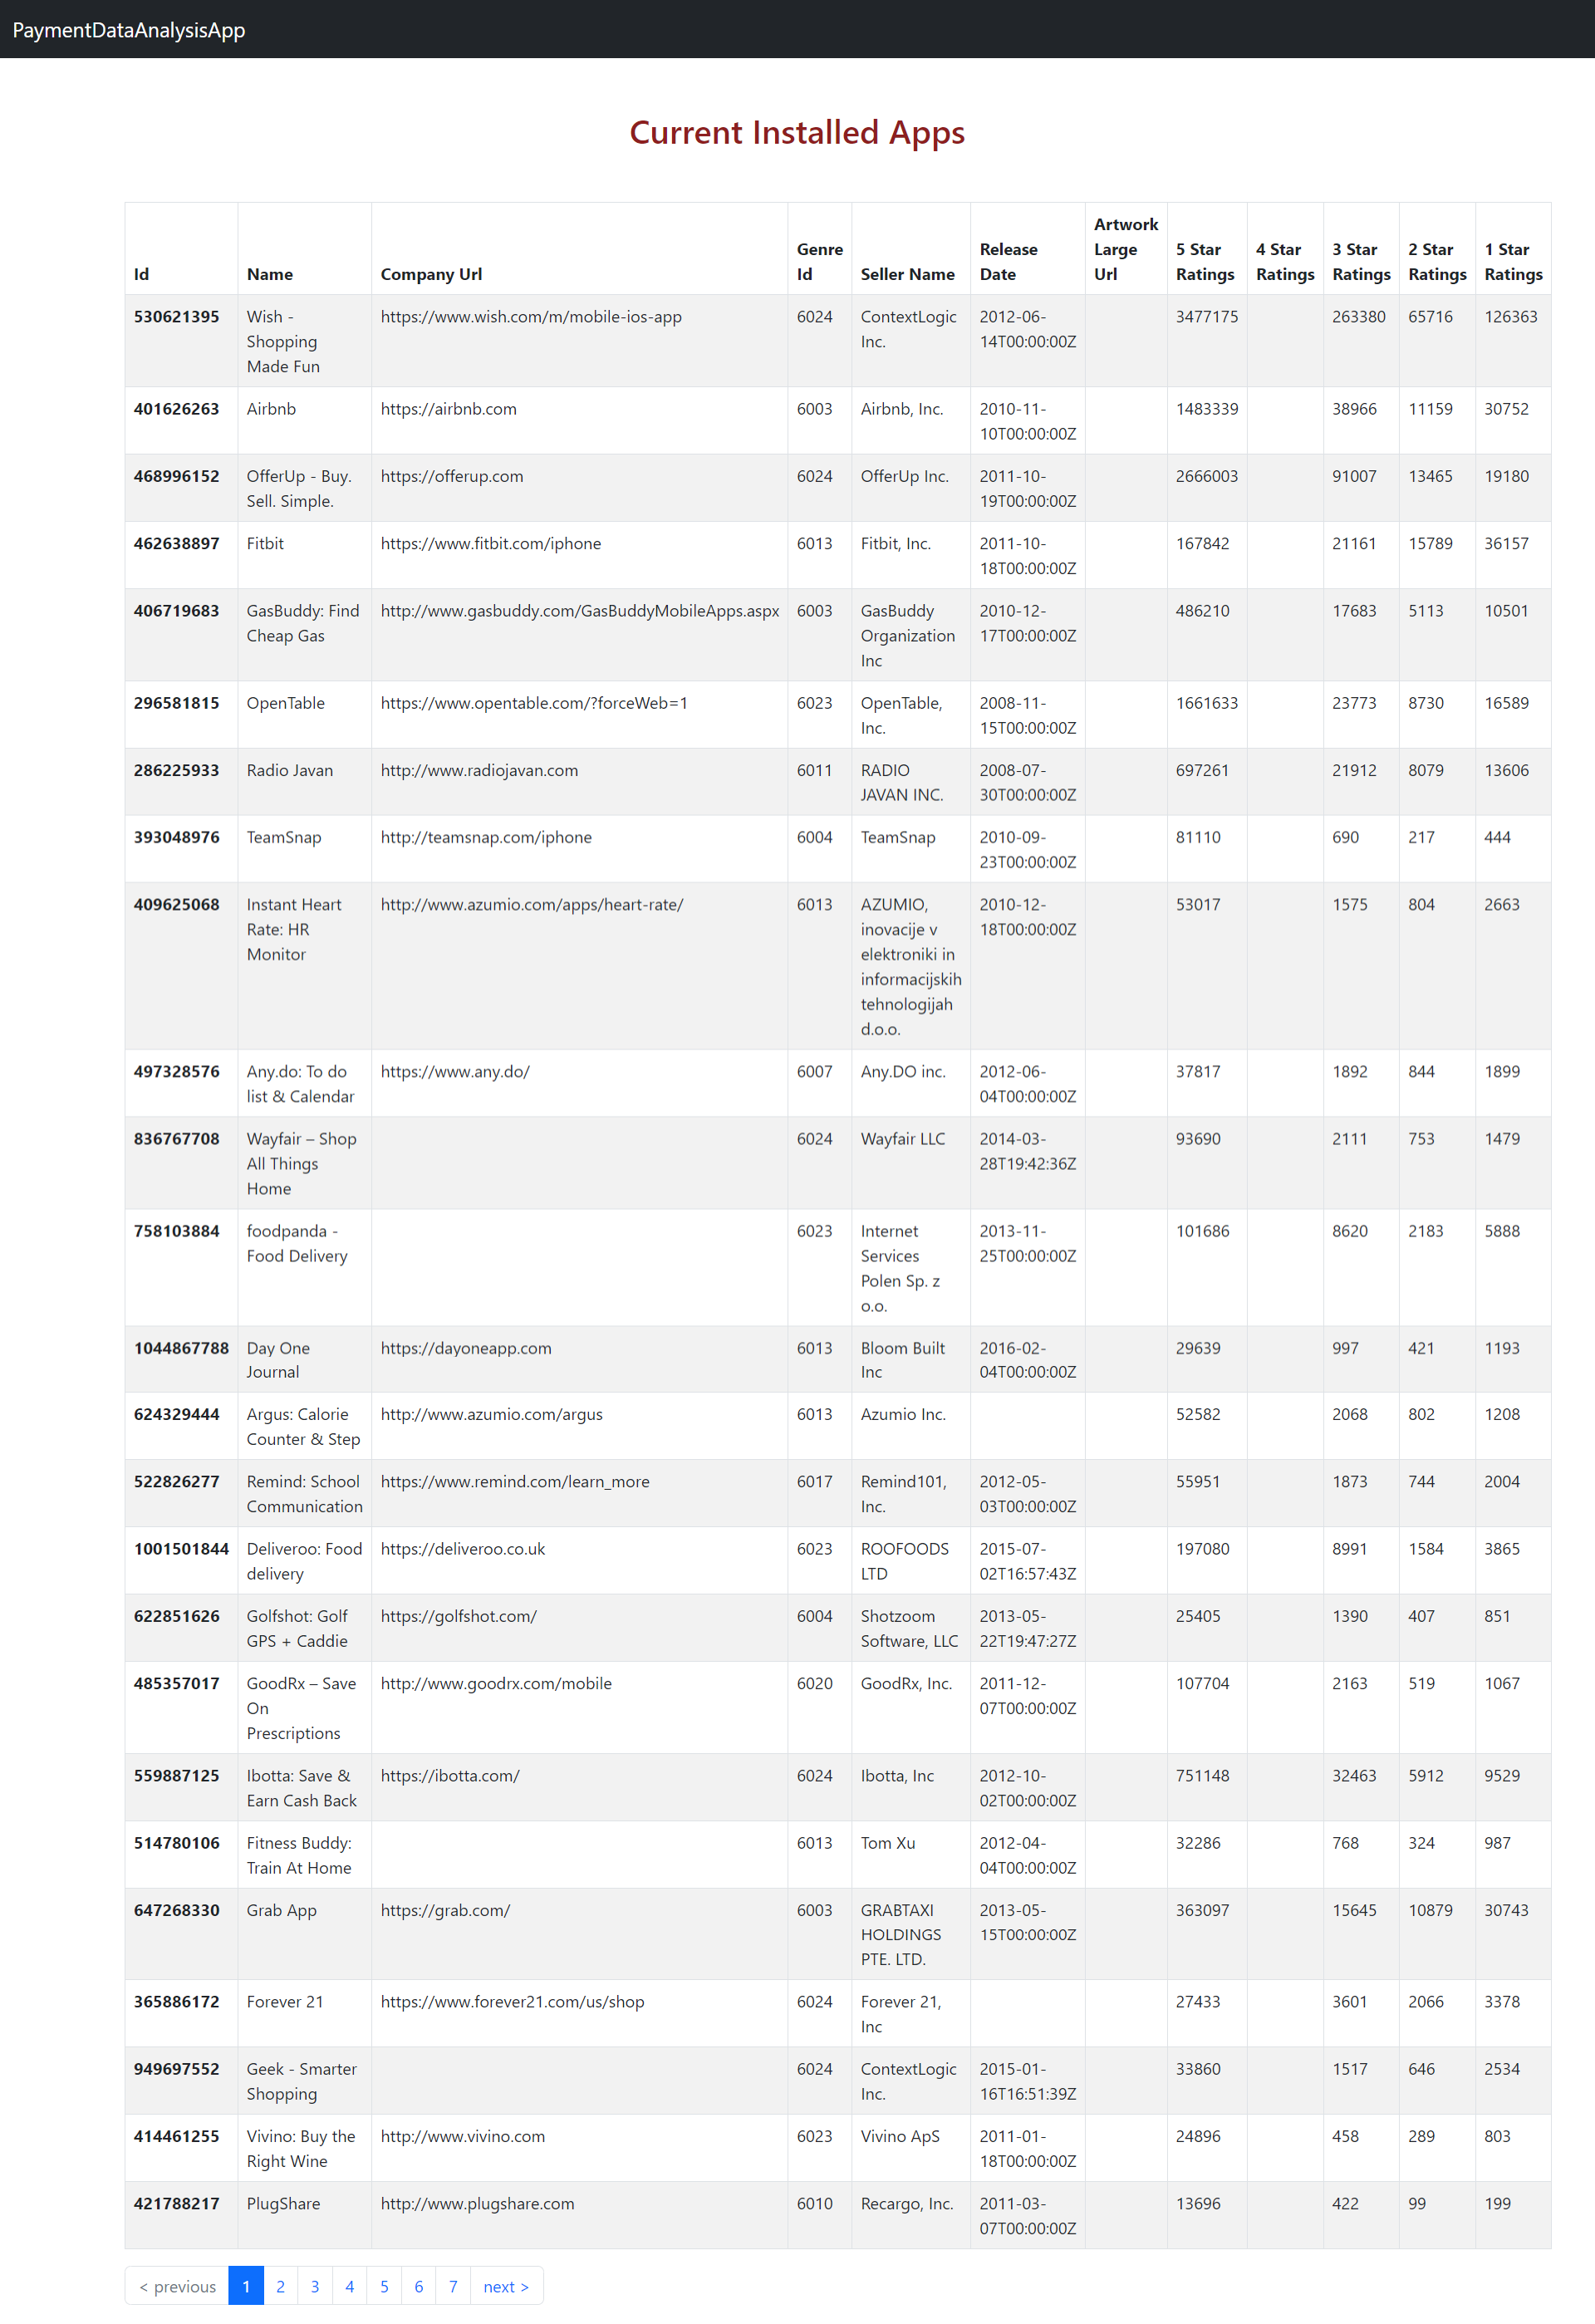 PaymentDataAnalysisApp
Current Installed Apps
Id Name Company Url Genre Id Seller Name Release Date Artwork Large Url 5 Star Ratings 4 Star Ratings 3 Star Ratings 2 Star Ratings 1 Star Ratings
530621395 Wish - Shopping Made Fun https://www.wish.com/m/mobile-ios-app 6024 ContextLogic Inc. 2012-06-14T00:00:00Z 3477175 263380 65716 126363
401626263 Airbnb https://airbnb.com 6003 Airbnb, Inc. 2010-11-10T00:00:00Z 1483339 38966 11159 30752
468996152 OfferUp - Buy. Sell. Simple. https://offerup.com 6024 OfferUp Inc. 2011-10-19T00:00:00Z 2666003 91007 13465 19180
462638897 Fitbit https://www.fitbit.com/iphone 6013 Fitbit, Inc. 2011-10-18T00:00:00Z 167842 21161 15789 36157
406719683 GasBuddy: Find Cheap Gas http://www.gasbuddy.com/GasBuddyMobileApps.aspx 6003 GasBuddy Organization Inc 2010-12-17T00:00:00Z 486210 17683 5113 10501
296581815 OpenTable https://www.opentable.com/?forceWeb=1 6023 OpenTable, Inc. 2008-11-15T00:00:00Z 1661633 23773 8730 16589
286225933 Radio Javan http://www.radiojavan.com 6011 RADIO JAVAN INC. 2008-07-30T00:00:00Z 697261 21912 8079 13606
393048976 TeamSnap http://teamsnap.com/iphone 6004 TeamSnap 2010-09-23T00:00:00Z 81110 690 217 444
409625068 Instant Heart Rate: HR Monitor http://www.azumio.com/apps/heart-rate/ 6013 AZUMIO, inovacije v elektroniki in informacijskih tehnologijah d.o.o. 2010-12-18T00:00:00Z 53017 1575 804 2663
497328576 Any.do: To do list & Calendar https://www.any.do/ 6007 Any.DO inc. 2012-06-04T00:00:00Z 37817 1892 844 1899
836767708 Wayfair – Shop All Things Home 6024 Wayfair LLC 2014-03-28T19:42:36Z 93690 2111 753 1479
758103884 foodpanda - Food Delivery 6023 Internet Services Polen Sp. z o.o. 2013-11-25T00:00:00Z 101686 8620 2183 5888
1044867788 Day One Journal https://dayoneapp.com 6013 Bloom Built Inc 2016-02-04T00:00:00Z 29639 997 421 1193
624329444 Argus: Calorie Counter & Step http://www.azumio.com/argus 6013 Azumio Inc. 52582 2068 802 1208
522826277 Remind: School Communication https://www.remind.com/learn_more 6017 Remind101, Inc. 2012-05-03T00:00:00Z 55951 1873 744 2004
1001501844 Deliveroo: Food delivery https://deliveroo.co.uk 6023 ROOFOODS LTD 2015-07-02T16:57:43Z 197080 8991 1584 3865
622851626 Golfshot: Golf GPS + Caddie https://golfshot.com/ 6004 Shotzoom Software, LLC 2013-05-22T19:47:27Z 25405 1390 407 851
485357017 GoodRx – Save On Prescriptions http://www.goodrx.com/mobile 6020 GoodRx, Inc. 2011-12-07T00:00:00Z 107704 2163 519 1067
559887125 Ibotta: Save & Earn Cash Back https://ibotta.com/ 6024 Ibotta, Inc 2012-10-02T00:00:00Z 751148 32463 5912 9529
514780106 Fitness Buddy: Train At Home 6013 Tom Xu 2012-04-04T00:00:00Z 32286 768 324 987
647268330 Grab App https://grab.com/ 6003 GRABTAXI HOLDINGS PTE. LTD. 2013-05-15T00:00:00Z 363097 15645 10879 30743
365886172 Forever 21 https://www.forever21.com/us/shop 6024 Forever 21, Inc 27433 3601 2066 3378
949697552 Geek - Smarter Shopping 6024 ContextLogic Inc. 2015-01-16T16:51:39Z 33860 1517 646 2534
414461255 Vivino: Buy the Right Wine http://www.vivino.com 6023 Vivino ApS 2011-01-18T00:00:00Z 24896 458 289 803
421788217 PlugShare http://www.plugshare.com 6010 Recargo, Inc. 2011-03-07T00:00:00Z 13696 422 99 199
< previous 1 2 3 4 5 6 7 next >